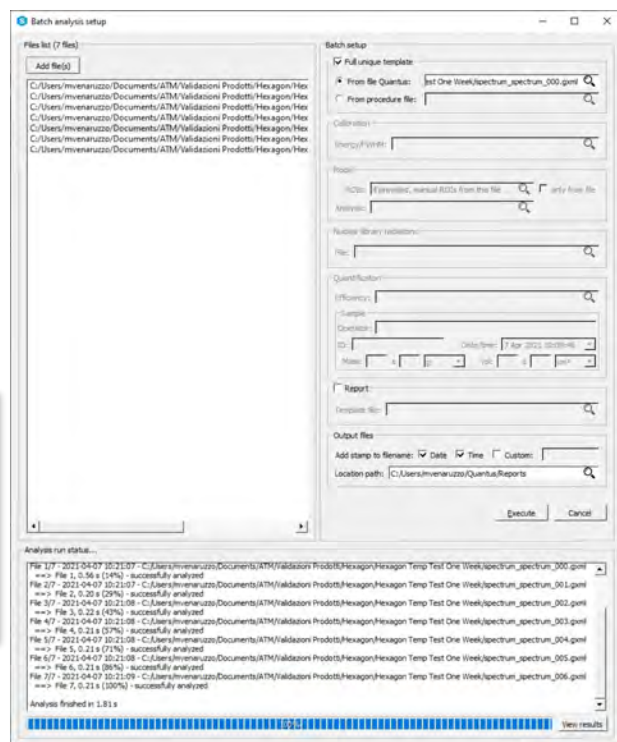 Batch analysis setup
Files list (7 files)
Add file(s)
C:/Users/mvenaruzzo/Documents/ATM/Validazioni Prodotti/Hexagon/Hex
C:/Users/mvenaruzzo/Documents/ATM/Validazioni Prodotti/Hexagon/Hex
C:/Users/mvenaruzzo/Documents/ATM/Validazioni Prodotti/Hexagon/Hex
C:/Users/mvenaruzzo/Documents/ATM/Validazioni Prodotti/Hexagon/Hex
C:/Users/mvenaruzzo/Documents/ATM/Validazioni Prodotti/Hexagon/Hex
C:/Users/mvenaruzzo/Documents/ATM/Validazioni Prodotti/Hexagon/Hex
C:/Users/mvenaruzzo/Documents/ATM/Validazioni Prodotti/Hexagon/Hex
Batch setup
Full unique template
From file Quantus: est One Week/spectrum_spectrum_000.gxml
From procedure file:
Calibration
Energy/FWHM:
ROIs: If provided, manual ROIs from this file only from file
Analysis:
Nuclear library radiation
File:
Quantification
Efficiency:
Sample
Operator:
ID: Date/time: 7 Apr 2021
Mass: ± g Vol: ± cm³
Report
Template file:
Output files
Add stamp to filename: Date Time Custom:
Location path: C:/Users/mvenaruzzo/Quantus/Reports
Execute Cancel
Analysis run status...
File 1/7 - 2021-04-07 10:21:07 - C:/Users/mvenaruzzo/Documents/ATM/Validazioni Prodotti/Hexagon/Hexagon Temp Test One Week/spectrum_spectrum_000.gxml
==> File 1, 0.56 s (14%) - successfully analyzed
File 2/7 - 2021-04-07 10:21:07 - C:/Users/mvenaruzzo/Documents/ATM/Validazioni Prodotti/Hexagon/Hexagon Temp Test One Week/spectrum_spectrum_001.gxml
==> File 2, 0.20 s (29%) - successfully analyzed
File 3/7 - 2021-04-07 10:21:08 - C:/Users/mvenaruzzo/Documents/ATM/Validazioni Prodotti/Hexagon/Hexagon Temp Test One Week/spectrum_spectrum_002.gxml
==> File 3, 0.22 s (43%) - successfully analyzed
File 4/7 - 2021-04-07 10:21:08 - C:/Users/mvenaruzzo/Documents/ATM/Validazioni Prodotti/Hexagon/Hexagon Temp Test One Week/spectrum_spectrum_003.gxml
==> File 4, 0.21 s (57%) - successfully analyzed
File 5/7 - 2021-04-07 10:21:08 - C:/Users/mvenaruzzo/Documents/ATM/Validazioni Prodotti/Hexagon/Hexagon Temp Test One Week/spectrum_spectrum_004.gxml
==> File 5, 0.21 s (71%) - successfully analyzed
File 6/7 - 2021-04-07 10:21:08 - C:/Users/mvenaruzzo/Documents/ATM/Validazioni Prodotti/Hexagon/Hexagon Temp Test One Week/spectrum_spectrum_005.gxml
==> File 6, 0.21 s (86%) - successfully analyzed
File 7/7 - 2021-04-07 10:21:09 - C:/Users/mvenaruzzo/Documents/ATM/Validazioni Prodotti/Hexagon/Hexagon Temp Test One Week/spectrum_spectrum_006.gxml
==> File 7, 0.21 s (100%) - successfully analyzed
Analysis finished in 1.81 s
View results